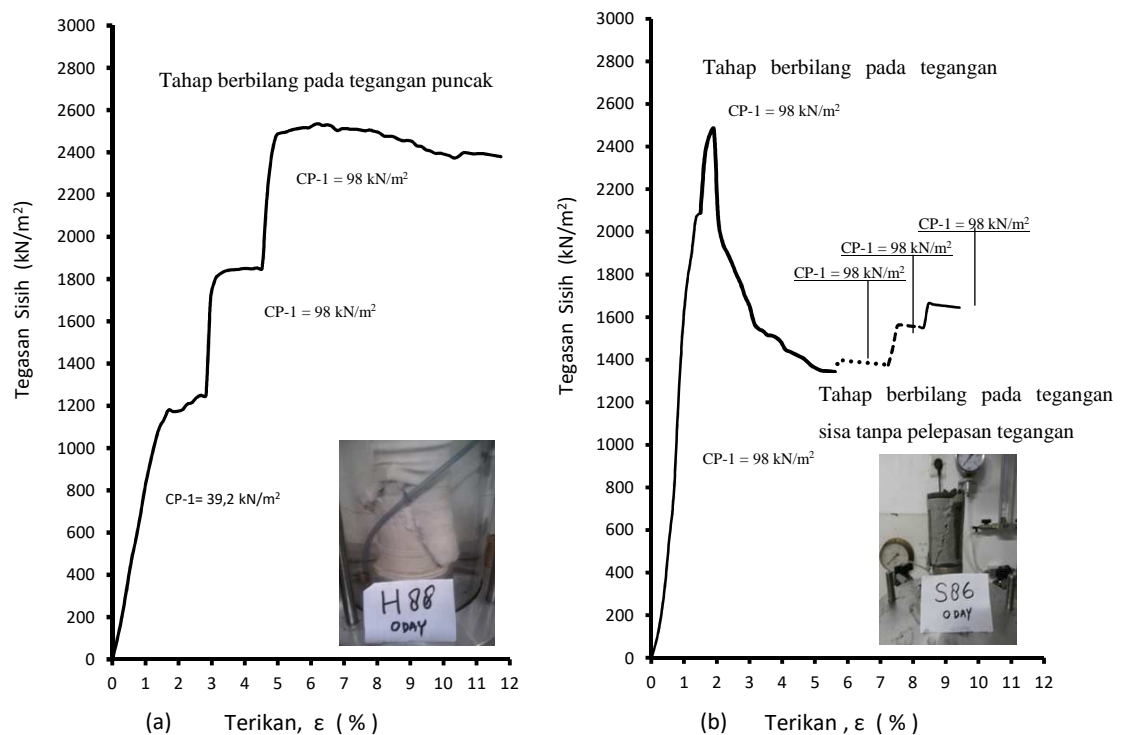 3000
2800
2600
2400
2200
2000
1800
1600
1400
1200
1000
800
600
400
200
0
Tegasan Sisih (kN/m²)
Tahap berbilang pada tegangan puncak
CP-1 = 98 kN/m²
CP-1 = 98 kN/m²
CP-1= 39,2 kN/m²
H88
0DAY
0 1 2 3 4 5 6 7 8 9 10 11 12
(a) Terikan, ε ( % )
3000
2800
2600
2400
2200
2000
1800
1600
1400
1200
1000
800
600
400
200
0
Tegasan Sisih (kN/m²)
Tahap berbilang pada tegangan
CP-1 = 98 kN/m²
CP-1 = 98 kN/m²
CP-1 = 98 kN/m²
CP-1 = 98 kN/m²
Tahap berbilang pada tegangan
sisa tanpa pelepasan tegangan
CP-1 = 98 kN/m²
S86
0DAY
0 1 2 3 4 5 6 7 8 9 10 11 12
(b) Terikan , ε ( % )